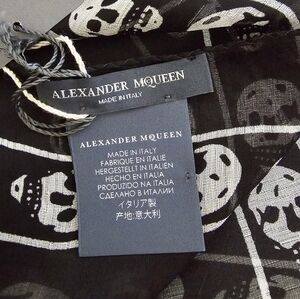 ALEXANDER McQUEEN
MADE IN ITALY
ALEXANDER McQUEEN
MADE IN ITALY
FABRIQUE EN ITALIE
HERGESTELLT IN ITALIEN
HECHO EN ITALIA
PRODUZIDO NA ITALIA
СДЕЛАНО В ИТАЛИИ
イタリア製
产地:意大利